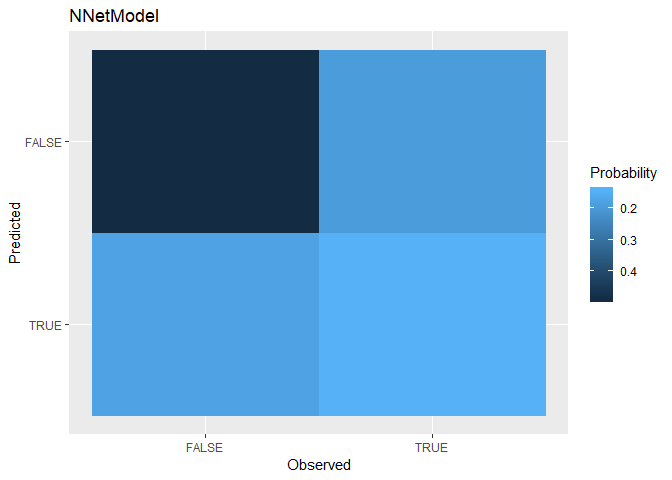 NNetModel
Predicted
FALSE
TRUE
FALSE
TRUE
Observed
Probability
0.2
0.3
0.4